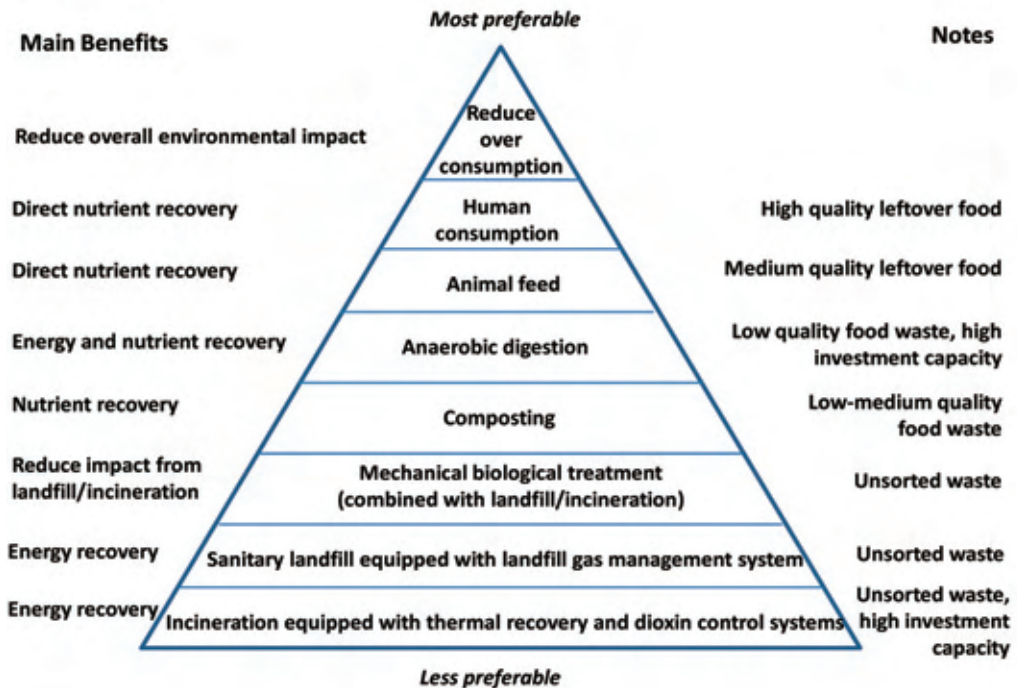 Most preferable
Main Benefits
Notes
Reduce overall environmental impact
Reduce
over
consumption
Direct nutrient recovery
Human
consumption
High quality leftover food
Direct nutrient recovery
Animal feed
Medium quality leftover food
Energy and nutrient recovery
Anaerobic digestion
Low quality food waste, high
investment capacity
Nutrient recovery
Composting
Low-medium quality
food waste
Reduce impact from
landfill/incineration
Mechanical biological treatment
(combined with landfill/incineration)
Unsorted waste
Energy recovery
Sanitary landfill equipped with landfill gas management system
Unsorted waste
Energy recovery
Incineration equipped with thermal recovery and dioxin control systems
Unsorted waste,
high investment
capacity
Less preferable